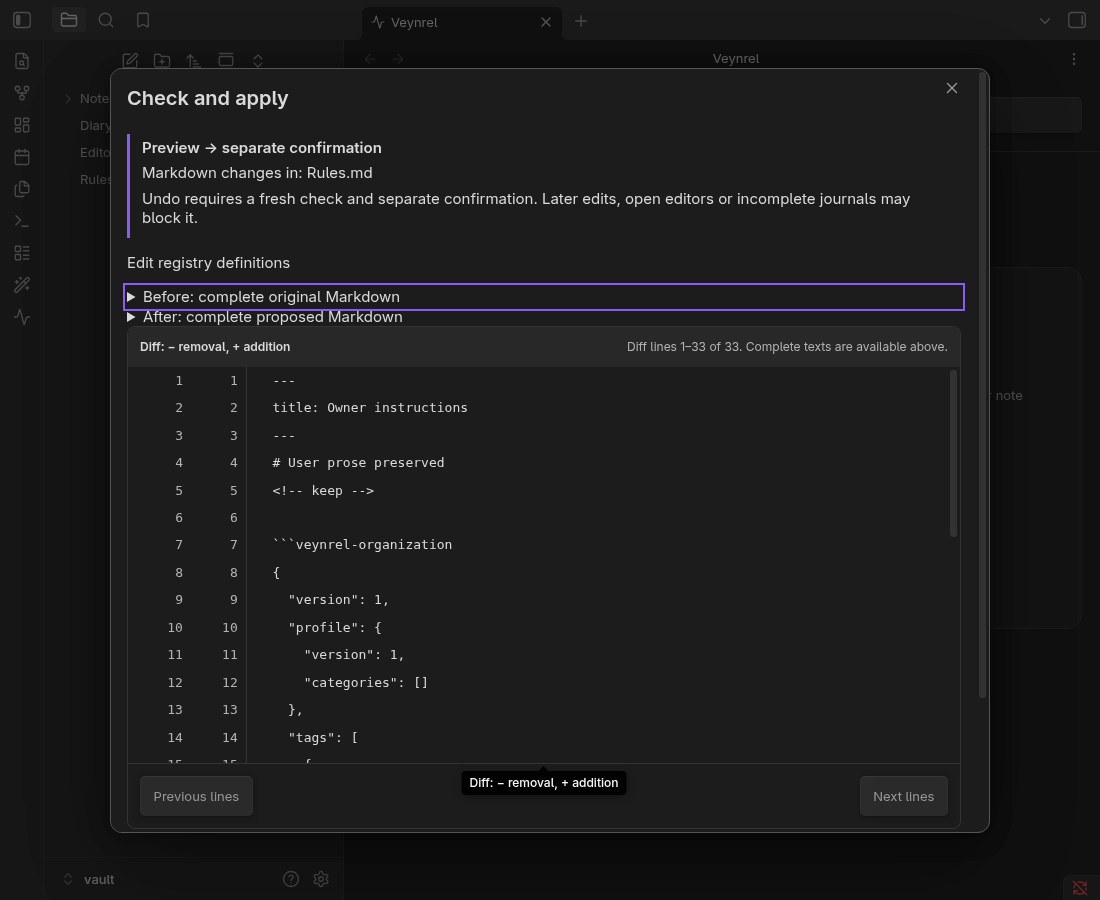 Veynrel
Veynrel
Note
Diary
Edito
Rules
Check and apply
Preview → separate confirmation
Markdown changes in: Rules.md
Undo requires a fresh check and separate confirmation. Later edits, open editors or incomplete journals may
block it.
Edit registry definitions
Before: complete original Markdown
After: complete proposed Markdown
Diff: − removal, + addition
Diff lines 1–33 of 33. Complete texts are available above.
1 1 ---
2 2 title: Owner instructions
3 3 ---
4 4 # User prose preserved
5 5 <!-- keep -->
6 6
7 7 ```veynrel-organization
8 8 {
9 9 "version": 1,
10 10 "profile": {
11 11 "version": 1,
12 12 "categories": []
13 13 },
14 14 "tags": [
15 15 {
note
Diff: − removal, + addition
Previous lines
Next lines
vault